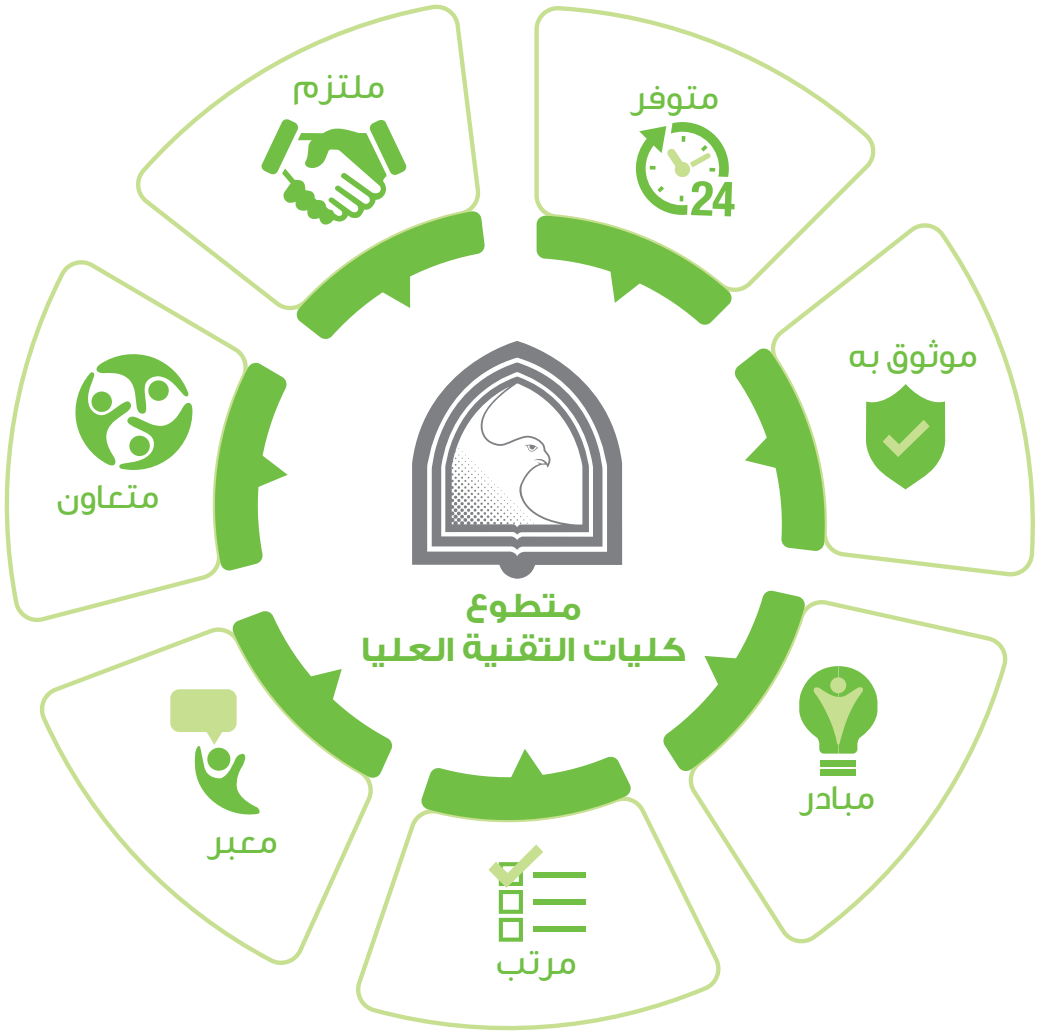 ملتزم
متوفر
24
موثوق به
متعاون
متطوع
كليات التقنية العليا
مبادر
معبر
مرتب